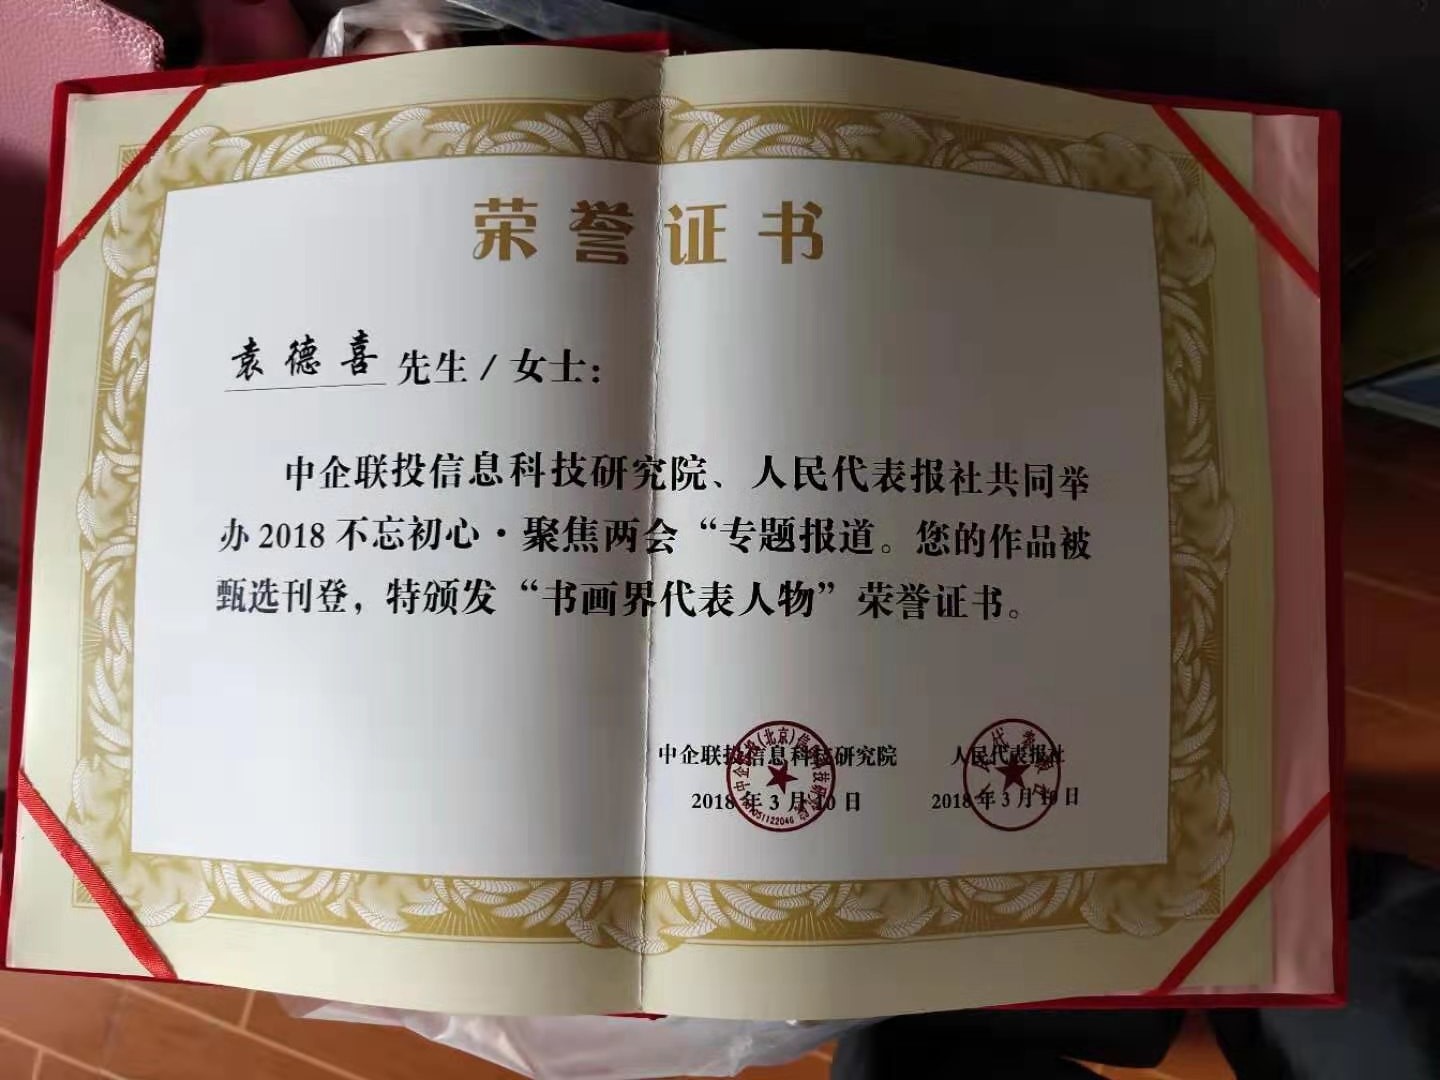 荣誉证书
袁德喜 先生 / 女士：
中企联投信息科技研究院、人民代表报社共同举
办 2018 不忘初心·聚焦两会“专题报道。您的作品被
甄选刊登，特颁发“书画界代表人物”荣誉证书。
中企联投信息科技研究院 人民代表报社
2018 年 3 月 10 日 2018 年 3 月 10 日